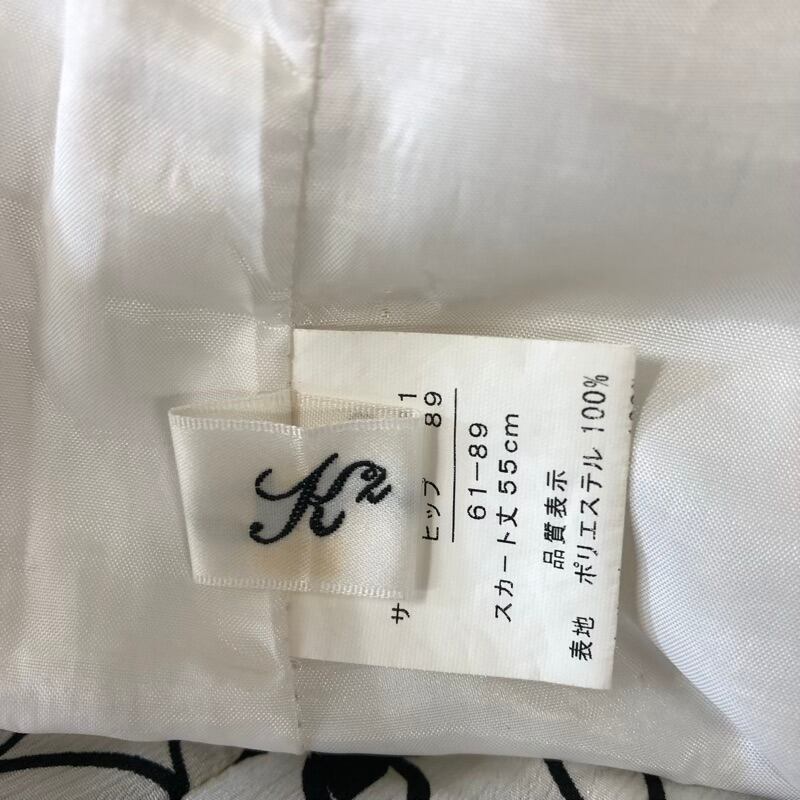 K2
サ 1
ヒップ 89
61-89
スカート丈 55cm
品質表示
表地 ポリエステル 100%